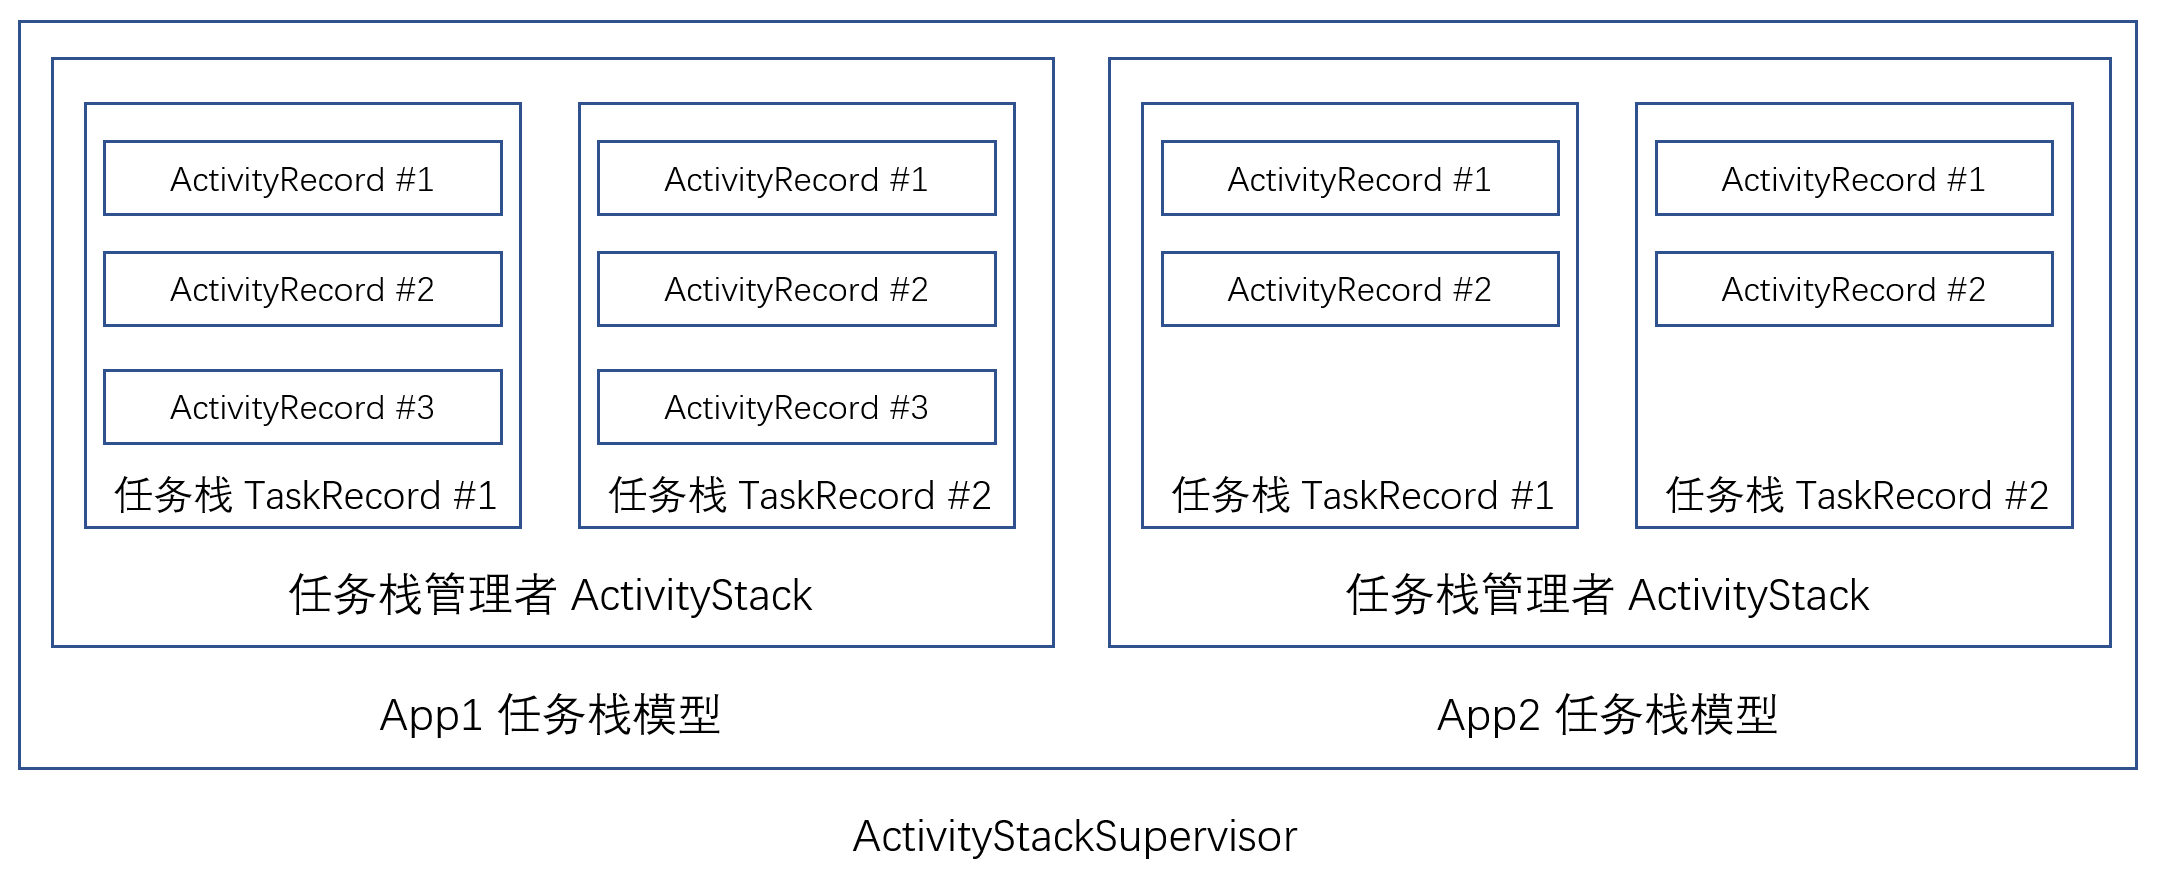 ActivityRecord #1
ActivityRecord #2
ActivityRecord #3
任务栈 TaskRecord #1
ActivityRecord #1
ActivityRecord #2
ActivityRecord #3
任务栈 TaskRecord #2
任务栈管理者 ActivityStack
App1 任务栈模型
ActivityRecord #1
ActivityRecord #2
任务栈 TaskRecord #1
ActivityRecord #1
ActivityRecord #2
任务栈 TaskRecord #2
任务栈管理者 ActivityStack
App2 任务栈模型
ActivityStackSupervisor